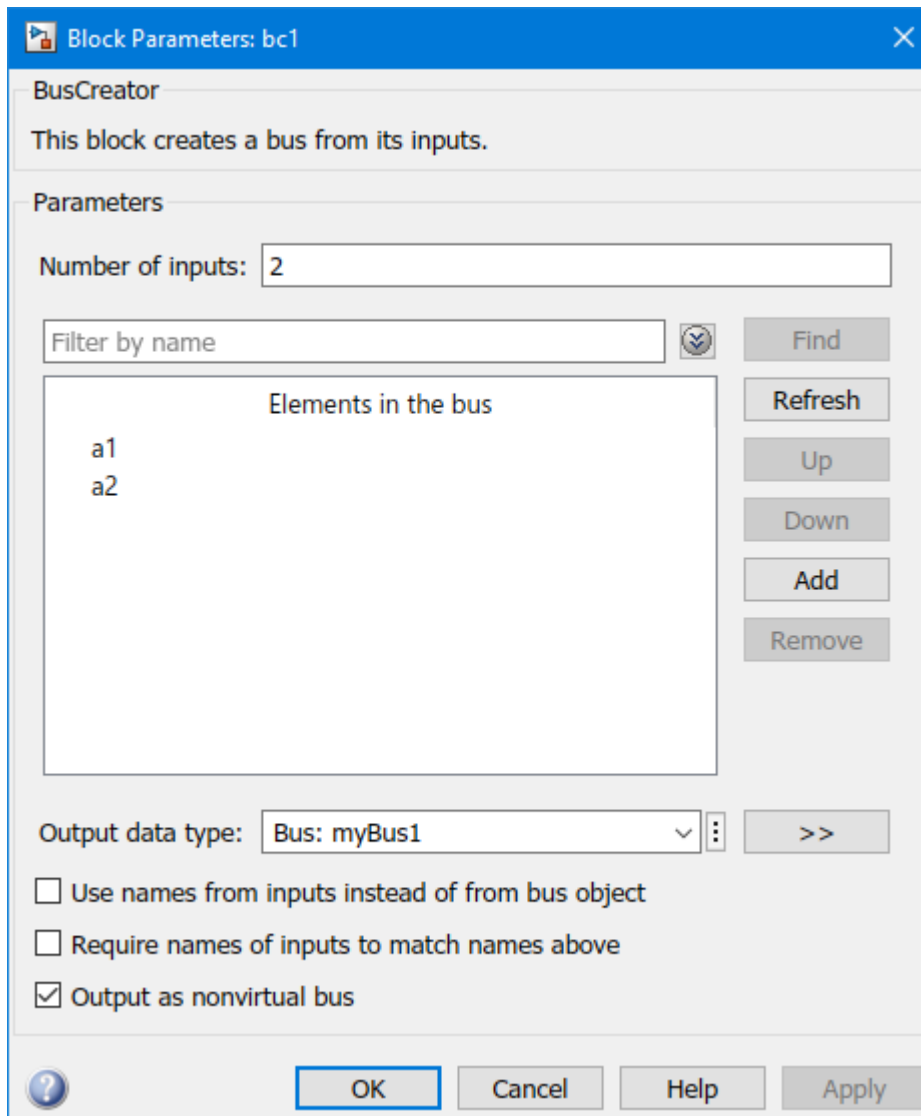 Block Parameters: bc1
BusCreator
This block creates a bus from its inputs.
Parameters
Number of inputs: 2
Filter by name
Find
Elements in the bus
Refresh
a1
Up
a2
Down
Add
Remove
Output data type: Bus: myBus1 >>
Use names from inputs instead of from bus object
Require names of inputs to match names above
Output as nonvirtual bus
? OK Cancel Help Apply